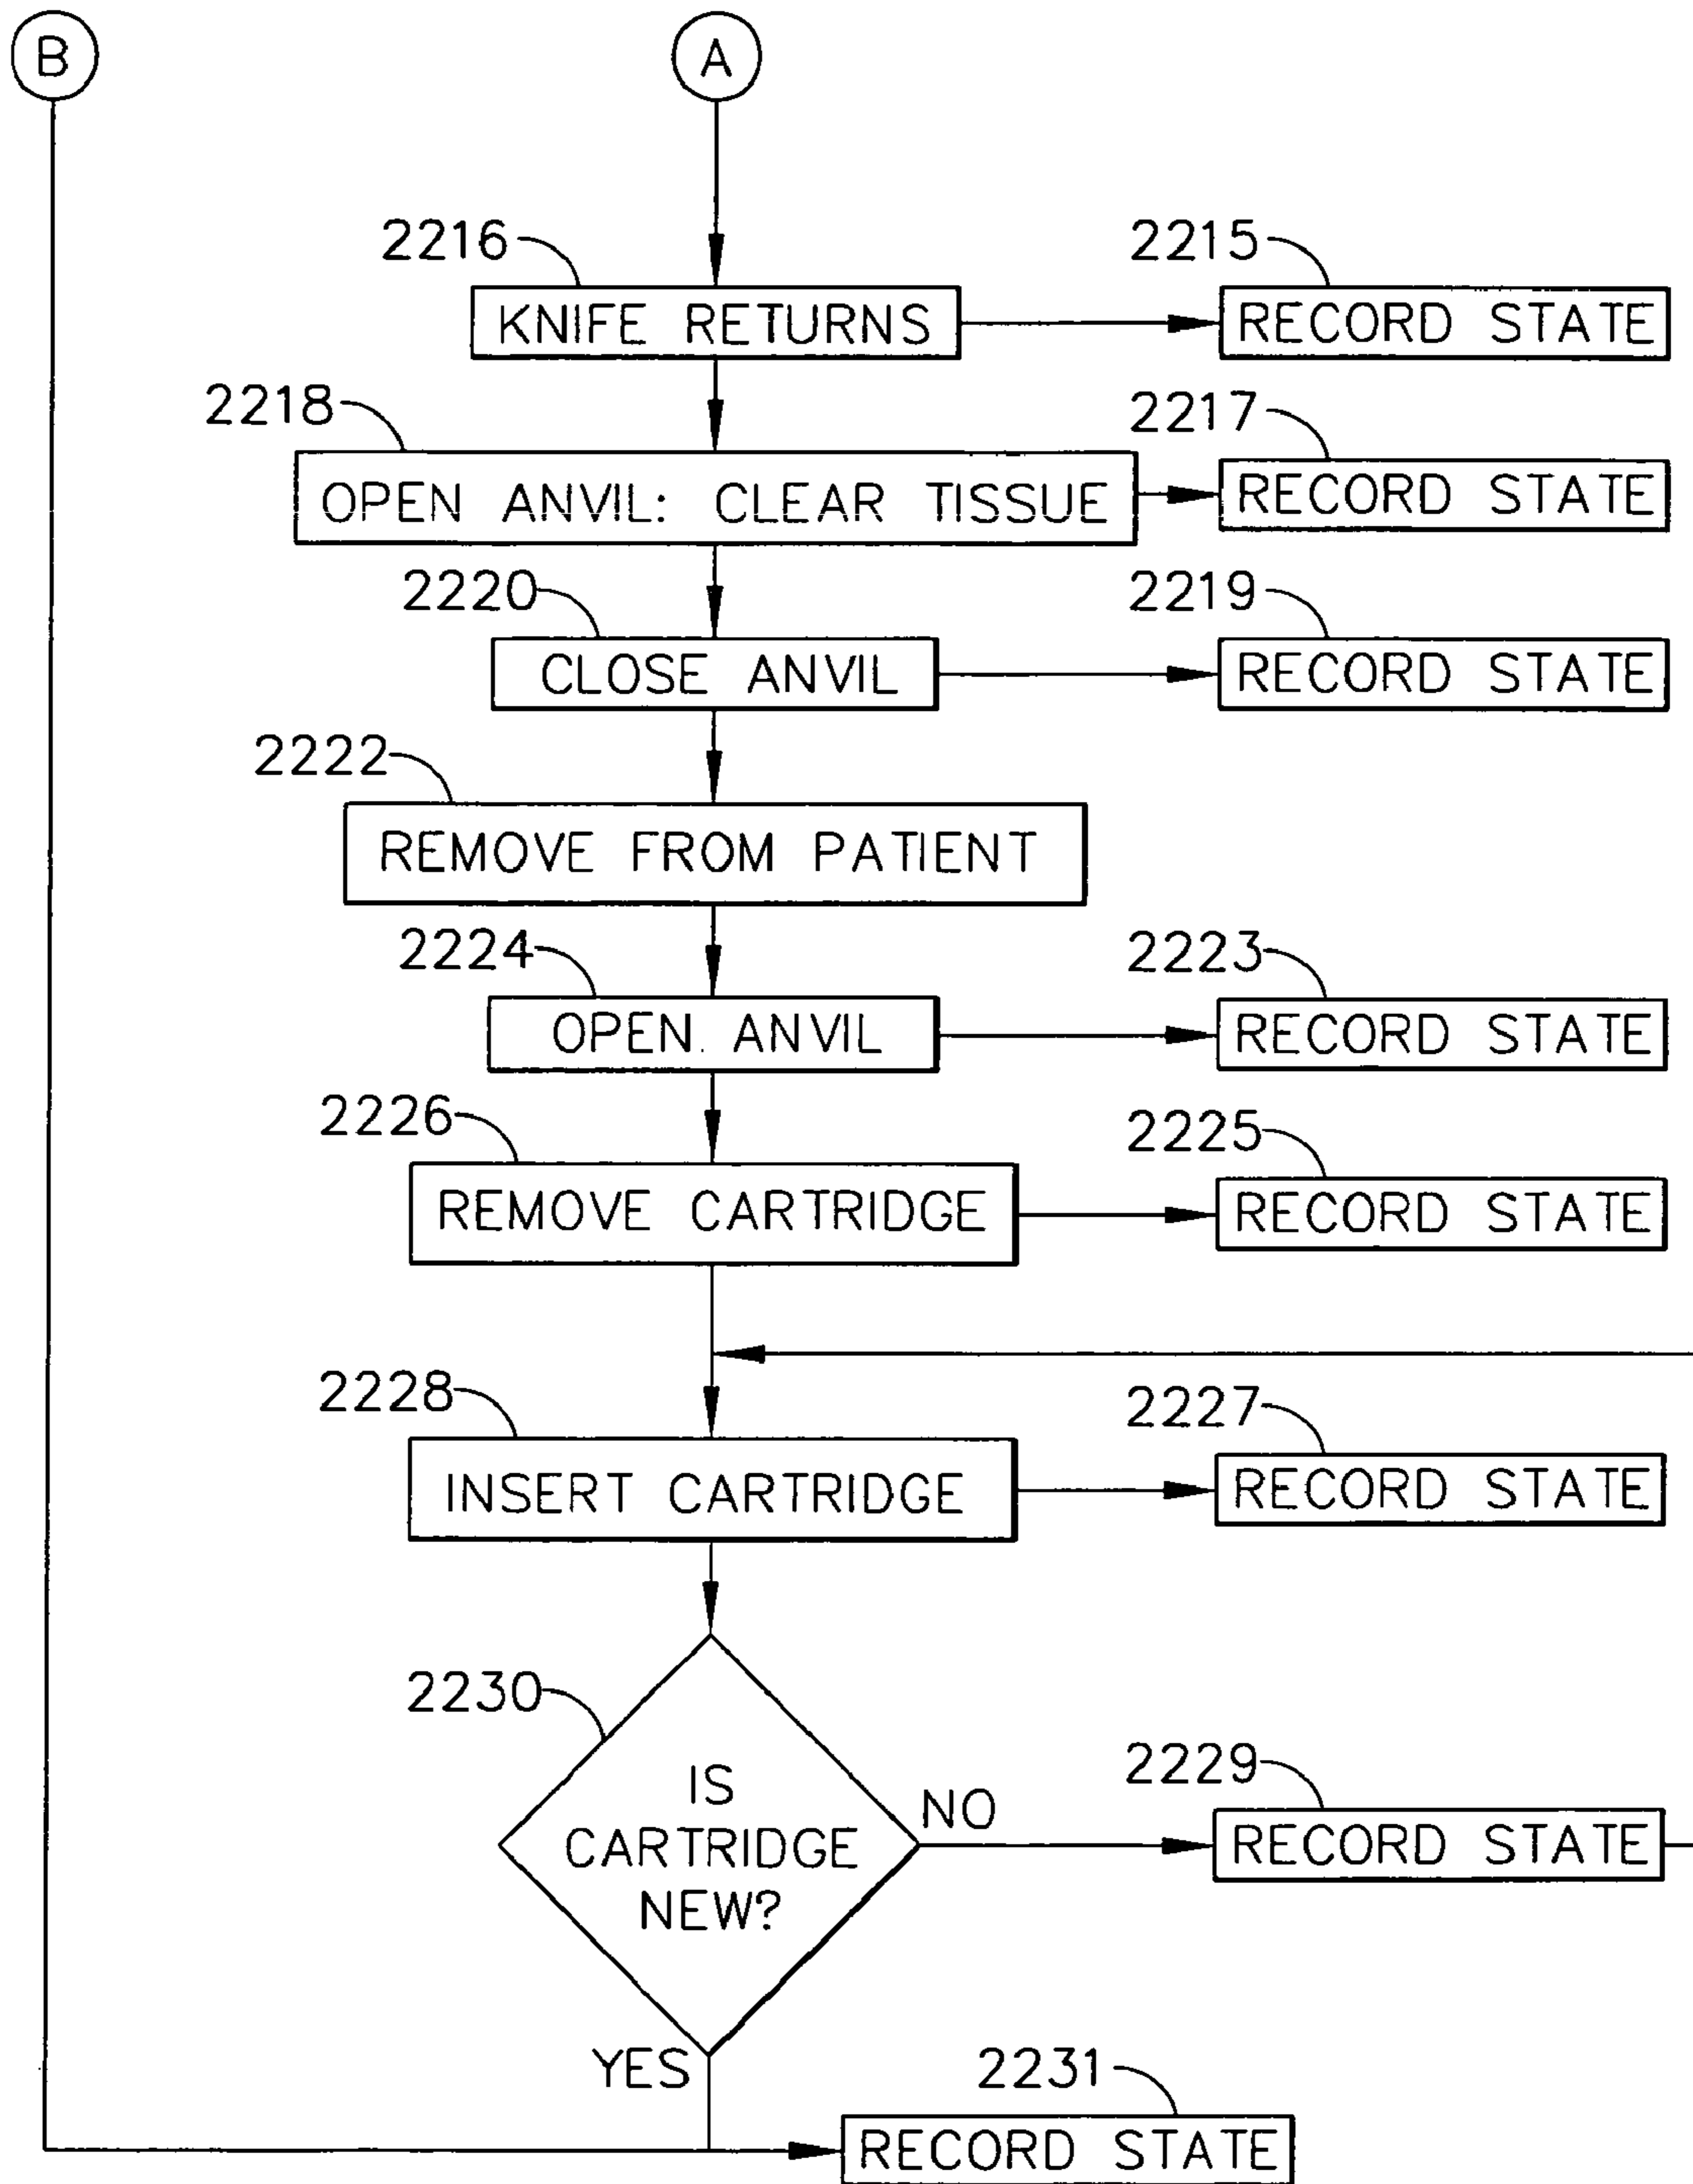 B
A
2216
2215
KNIFE RETURNS
RECORD STATE
2218
2217
OPEN ANVIL: CLEAR TISSUE
RECORD STATE
2220
2219
CLOSE ANVIL
RECORD STATE
2222
REMOVE FROM PATIENT
2224
2223
OPEN ANVIL
RECORD STATE
2226
2225
REMOVE CARTRIDGE
RECORD STATE
2228
2227
INSERT CARTRIDGE
RECORD STATE
2230
2229
IS
CARTRIDGE
NEW?
NO
RECORD STATE
YES
2231
RECORD STATE